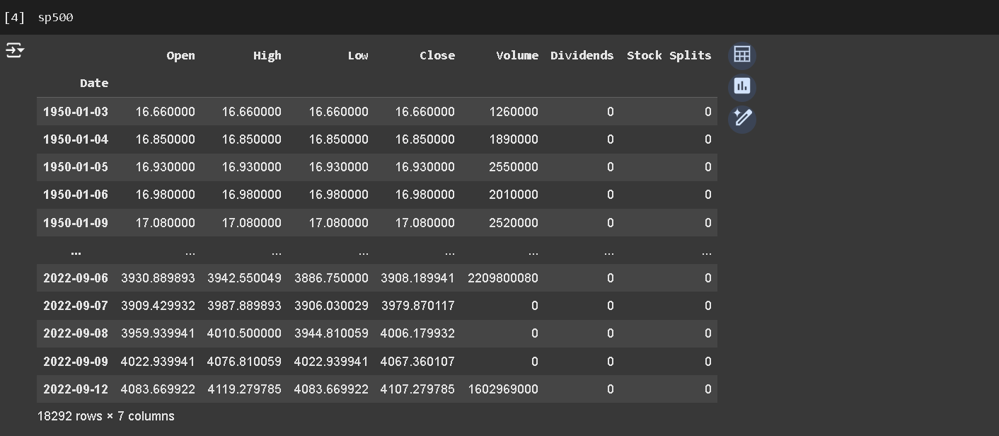 [4] sp500
Open High Low Close Volume Dividends Stock Splits
Date
1950-01-03 16.660000 16.660000 16.660000 16.660000 1260000 0 0
1950-01-04 16.850000 16.850000 16.850000 16.850000 1890000 0 0
1950-01-05 16.930000 16.930000 16.930000 16.930000 2550000 0 0
1950-01-06 16.980000 16.980000 16.980000 16.980000 2010000 0 0
1950-01-09 17.080000 17.080000 17.080000 17.080000 2520000 0 0
... ... ... ... ... ... ... ...
2022-09-06 3930.889893 3942.550049 3886.750000 3908.189941 2209800080 0 0
2022-09-07 3909.429932 3987.889893 3906.030029 3979.870117 0 0 0
2022-09-08 3959.939941 4010.500000 3944.810059 4006.179932 0 0 0
2022-09-09 4022.939941 4076.810059 4022.939941 4067.360107 0 0 0
2022-09-12 4083.669922 4119.279785 4083.669922 4107.279785 1602969000 0 0
18292 rows × 7 columns